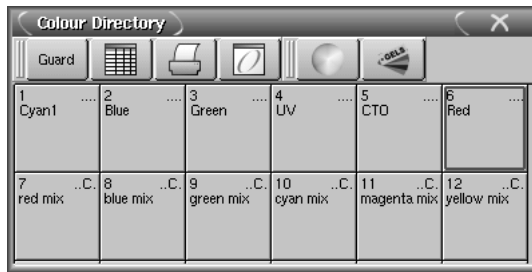 Colour Directory
Guard
GELS
1 .... 2 .... 3 .... 4 .... 5 .... 6 ....
Cyan1 Blue Green UV CTO Red
7 ..C. 8 ..C. 9 ..C. 10 ..C. 11 ..C. 12 ..C.
red mix blue mix green mix cyan mix magenta mix yellow mix